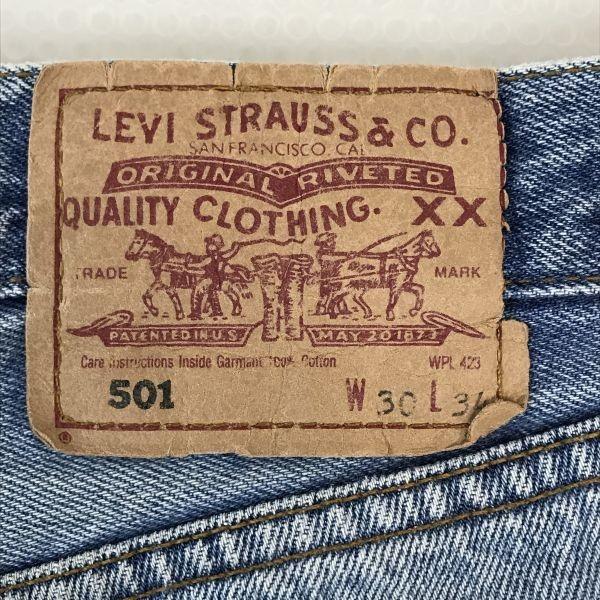 LEVI STRAUSS & CO.
SAN FRANCISCO, CAL
ORIGINAL RIVETED
QUALITY CLOTHING. XX
TRADE MARK
PATENTED IN U.S MAY 20 1873
Care Instructions Inside Garment 100% Cotton WPL 423
501 W 30 L
®